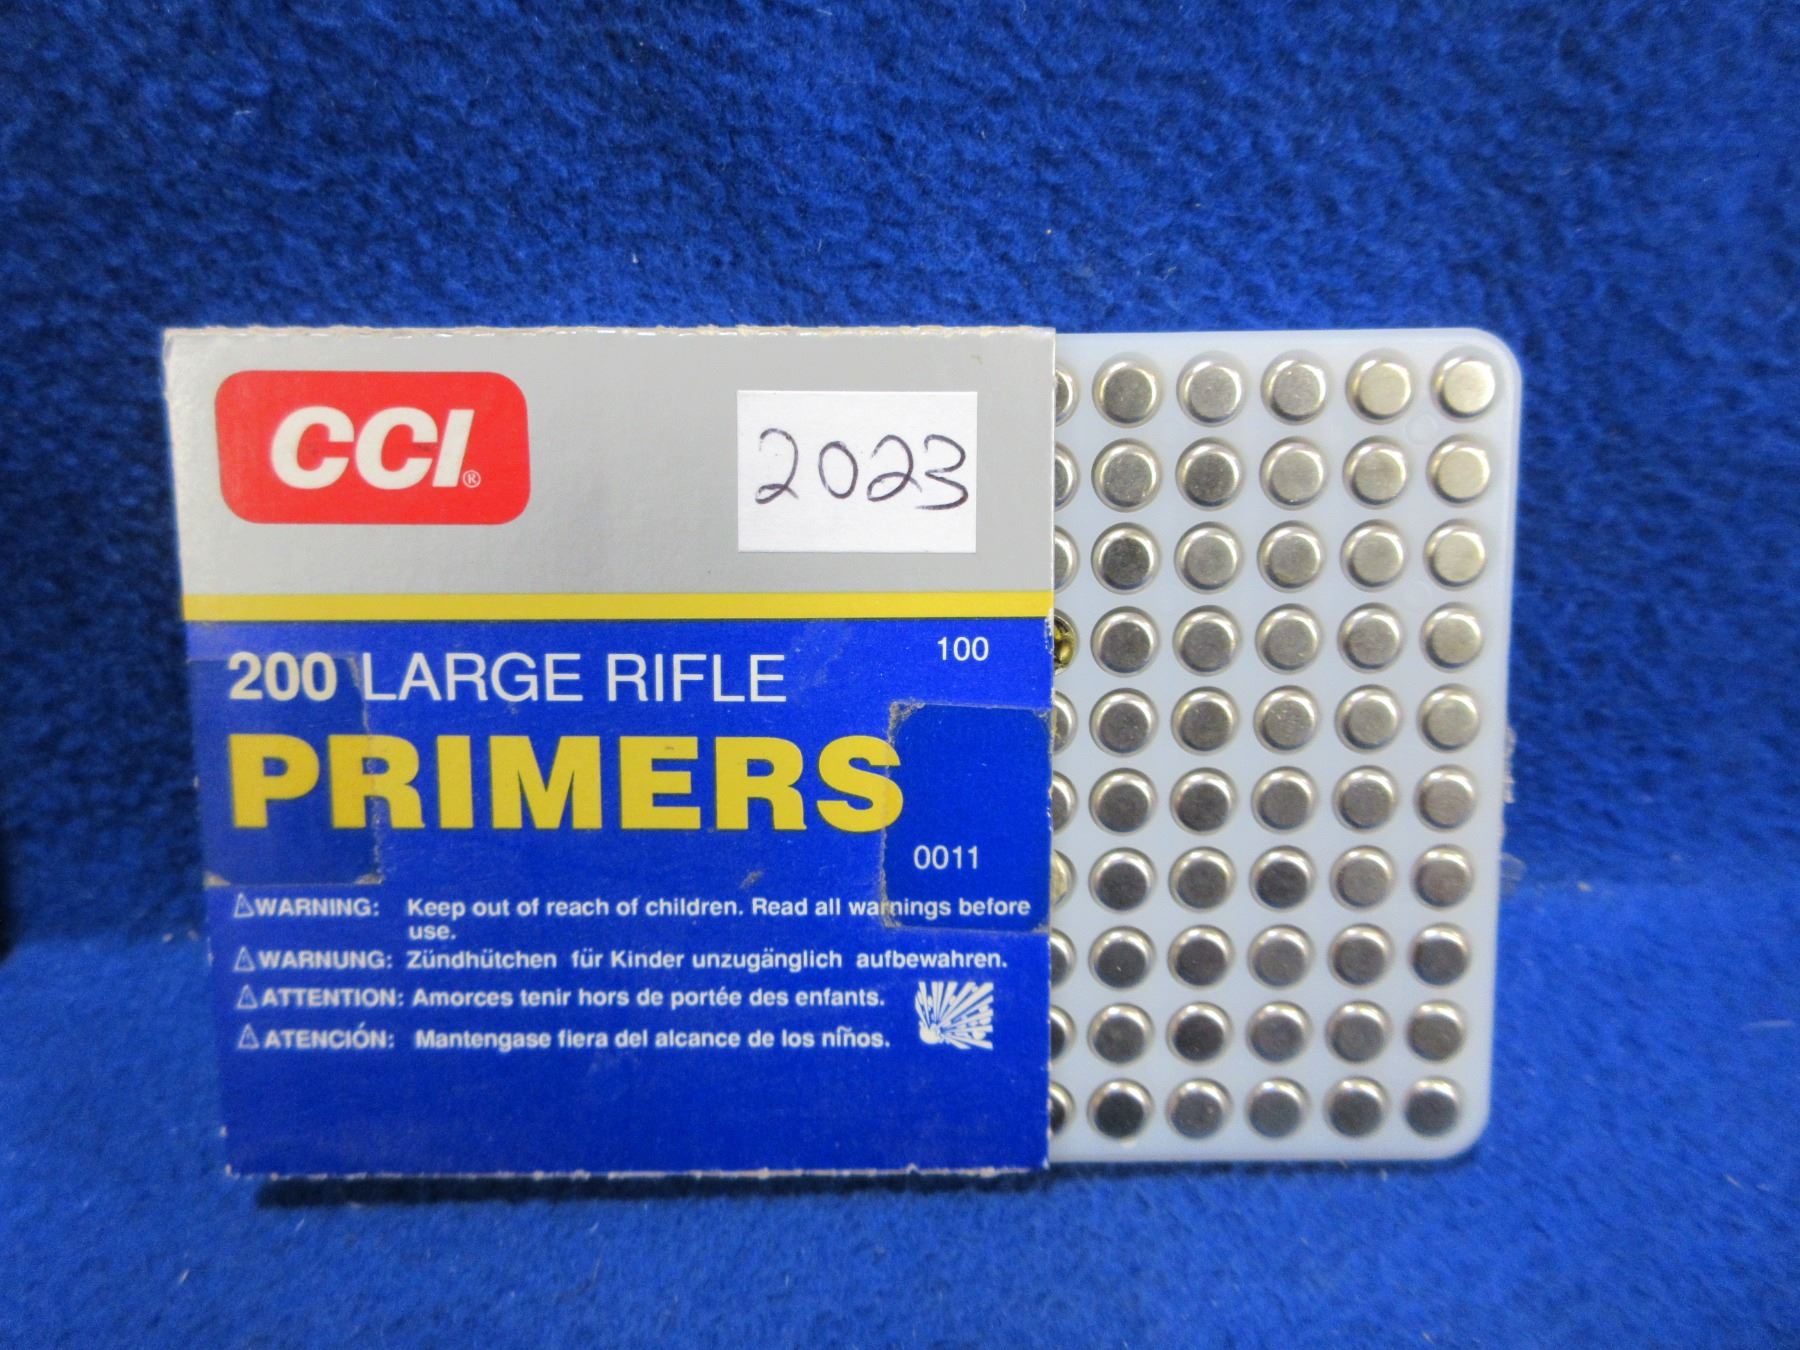 CCI®
2023
100
200 LARGE RIFLE
PRIMERS
0011
⚠WARNING: Keep out of reach of children. Read all warnings before
use.
⚠WARNUNG: Zündhütchen für Kinder unzugänglich aufbewahren.
⚠ATTENTION: Amorces tenir hors de portée des enfants.
⚠ATENCIÓN: Mantengase fiera del alcance de los niños.